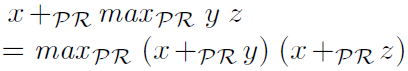 x +𝒫ℛ max𝒫ℛ y z
= max𝒫ℛ (x +𝒫ℛ y) (x +𝒫ℛ z)